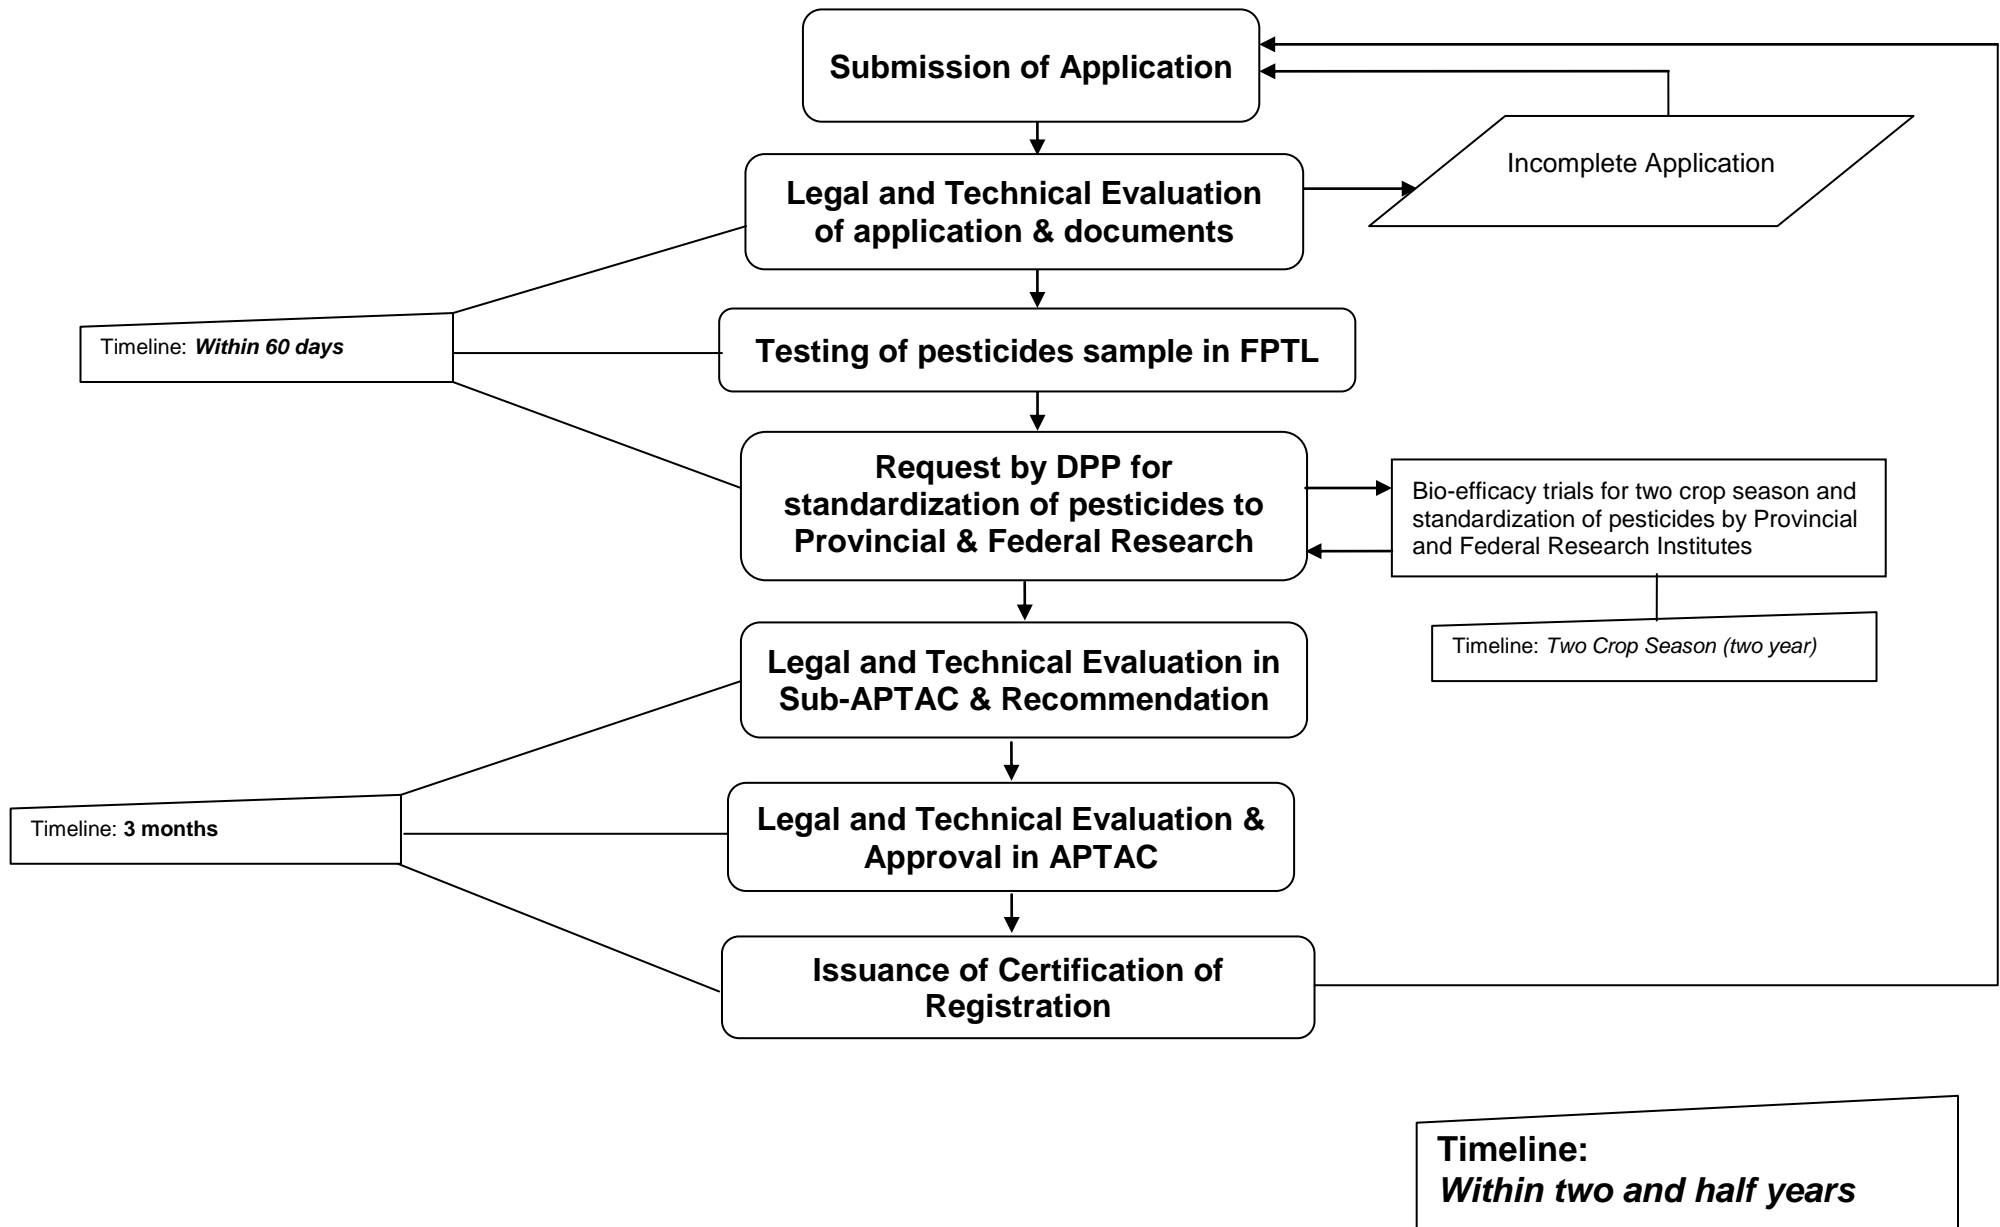 Submission of Application
Incomplete Application
Legal and Technical Evaluation
of application & documents
Timeline: Within 60 days
Testing of pesticides sample in FPTL
Request by DPP for
standardization of pesticides to
Provincial & Federal Research
Bio-efficacy trials for two crop season and
standardization of pesticides by Provincial
and Federal Research Institutes
Timeline: Two Crop Season (two year)
Legal and Technical Evaluation in
Sub-APTAC & Recommendation
Timeline: 3 months
Legal and Technical Evaluation &
Approval in APTAC
Issuance of Certification of
Registration
Timeline:
Within two and half years